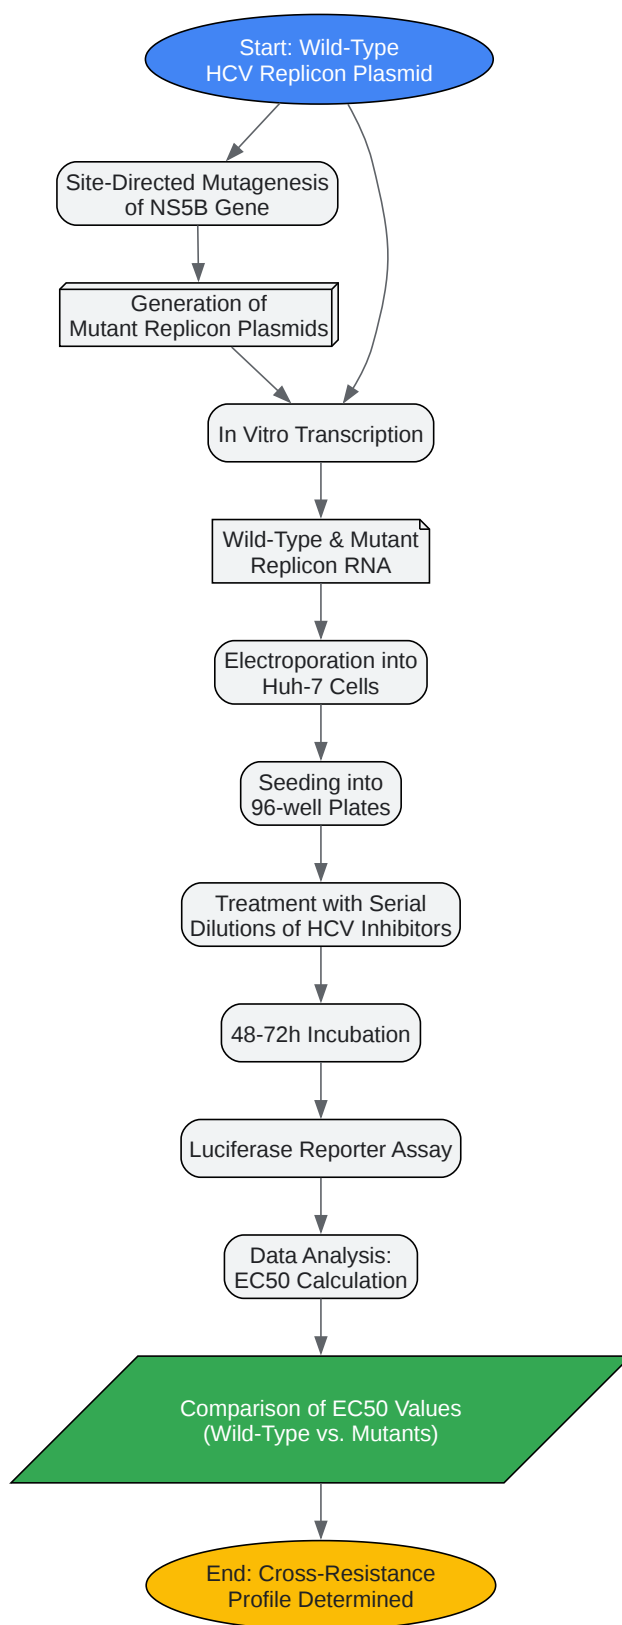 Start: Wild-Type
HCV Replicon Plasmid
Site-Directed Mutagenesis
of NS5B Gene
Generation of
Mutant Replicon Plasmids
In Vitro Transcription
Wild-Type & Mutant
Replicon RNA
Electroporation into
Huh-7 Cells
Seeding into
96-well Plates
Treatment with Serial
Dilutions of HCV Inhibitors
48-72h Incubation
Luciferase Reporter Assay
Data Analysis:
EC50 Calculation
Comparison of EC50 Values
(Wild-Type vs. Mutants)
End: Cross-Resistance
Profile Determined